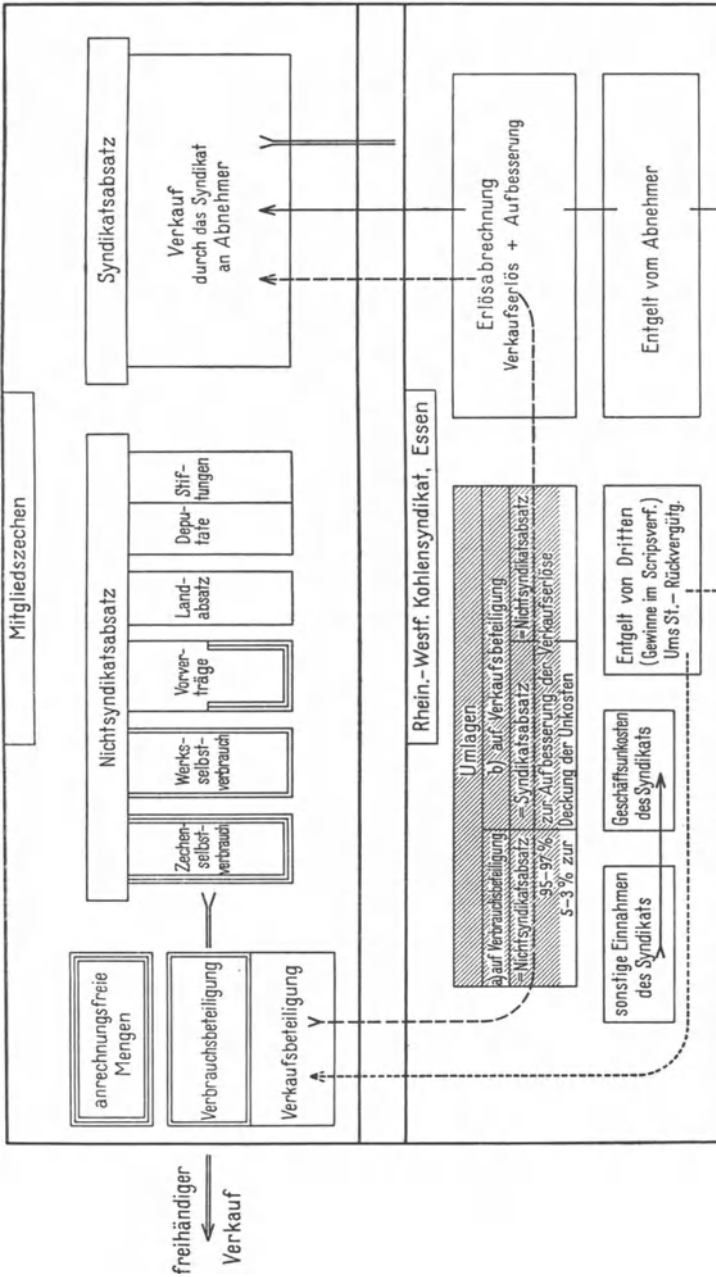 Mitgliedszechen
Nichtsyndikatsabsatz
Syndikatsabsatz
anrechnungsfreie
Mengen
Verbrauchsbeteiligung
Verkaufsbeteiligung
freihändiger
Verkauf
Zechen-
selbst-
verbrauch
Werks-
selbst-
verbrauch
Vorver-
träge
Land-
absatz
Depu-
tate
Stif-
tungen
Verkauf
durch das Syndikat
an Abnehmer
Rhein.-Westf. Kohlensyndikat, Essen
Umlagen
a) auf Verbrauchsbeteiligung
b) auf Verkaufsbeteiligung
=Nichtsyndikatsabsatz
=Syndikatsabsatz
=Nichtsyndikatsabsatz
95–97% zur Aufbesserung der Verkaufserlöse
5–3% zur Deckung der Unkosten
Erlösabrechnung
Verkaufserlös + Aufbesserung
sonstige Einnahmen
des Syndikats
Geschäftsunkosten
des Syndikats
Entgelt von Dritten
(Gewinne im Scripsverf.)
Ums St.–Rückvergütg.
Entgelt vom Abnehmer